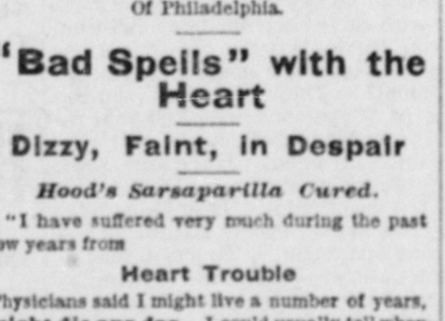 Of Philadelphia.
‘Bad Spells” with the
Heart
Dizzy, Faint, in Despair
Hood's Sarsaparilla Cured.
“I have suffered very much during the past
ow years from
Heart Trouble
Physicians said I might live a number of years,